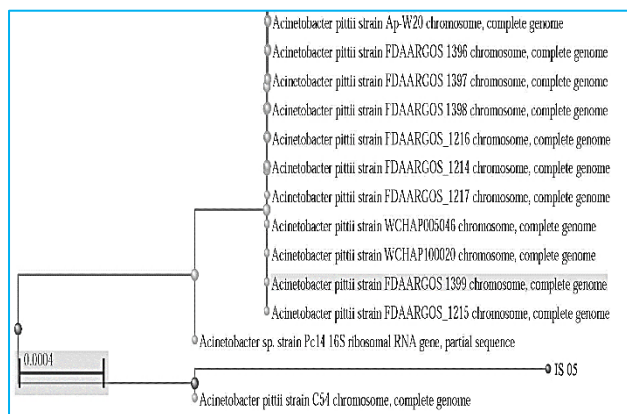 Acinetobacter pittii strain Ap-W20 chromosome, complete genome
Acinetobacter pittii strain FDAARGOS 1396 chromosome, complete genome
Acinetobacter pittii strain FDAARGOS 1397 chromosome, complete genome
Acinetobacter pittii strain FDAARGOS 1398 chromosome, complete genome
Acinetobacter pittii strain FDAARGOS_1216 chromosome, complete genome
Acinetobacter pittii strain FDAARGOS_1214 chromosome, complete genome
Acinetobacter pittii strain FDAARGOS_1217 chromosome, complete genome
Acinetobacter pittii strain WCHAP005046 chromosome, complete genome
Acinetobacter pittii strain WCHAP100020 chromosome, complete genome
Acinetobacter pittii strain FDAARGOS 1399 chromosome, complete genome
Acinetobacter pittii strain FDAARGOS_1215 chromosome, complete genome
Acinetobacter sp. strain Pc14 16S ribosomal RNA gene, partial sequence
0.0004
IS 05
Acinetobacter pittii strain C54 chromosome, complete genome